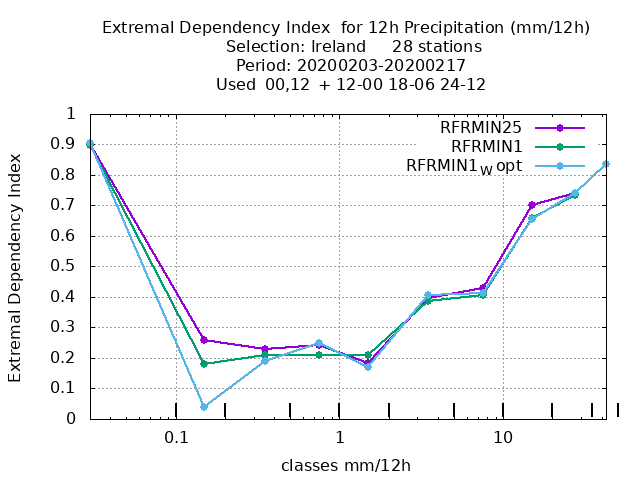 Extremal Dependency Index  for 12h Precipitation (mm/12h)
Selection: Ireland     28 stations
Period: 20200203-20200217
Used  00,12  + 12-00 18-06 24-12
RFRMIN25
RFRMIN1
RFRMIN1W opt
Extremal Dependency Index
1
0.9
0.8
0.7
0.6
0.5
0.4
0.3
0.2
0.1
0
0.1
1
10
classes mm/12h